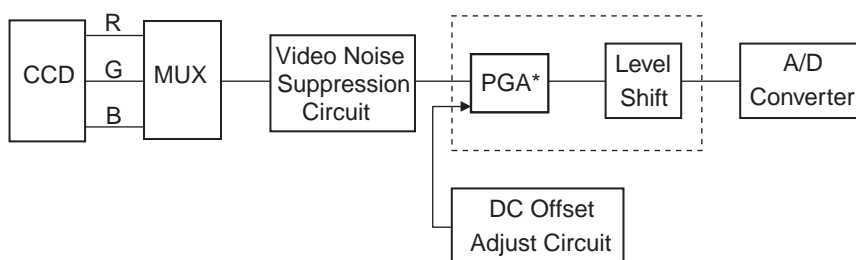 R
G
B
CCD
MUX
Video Noise
Suppression
Circuit
PGA*
Level
Shift
A/D
Converter
DC Offset
Adjust Circuit